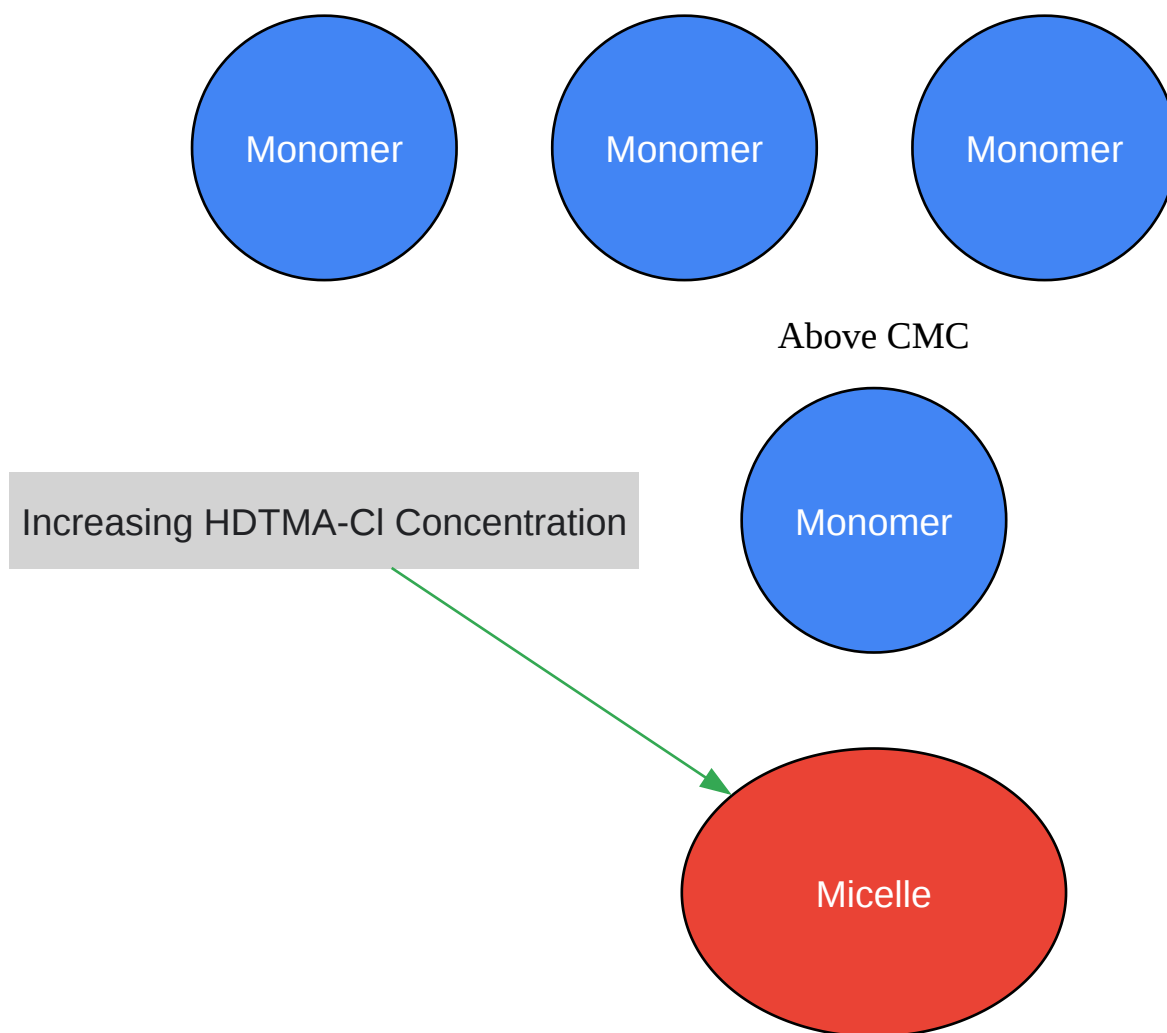 Monomer
Monomer
Monomer
Above CMC
Increasing HDTMA-Cl Concentration
Monomer
Micelle